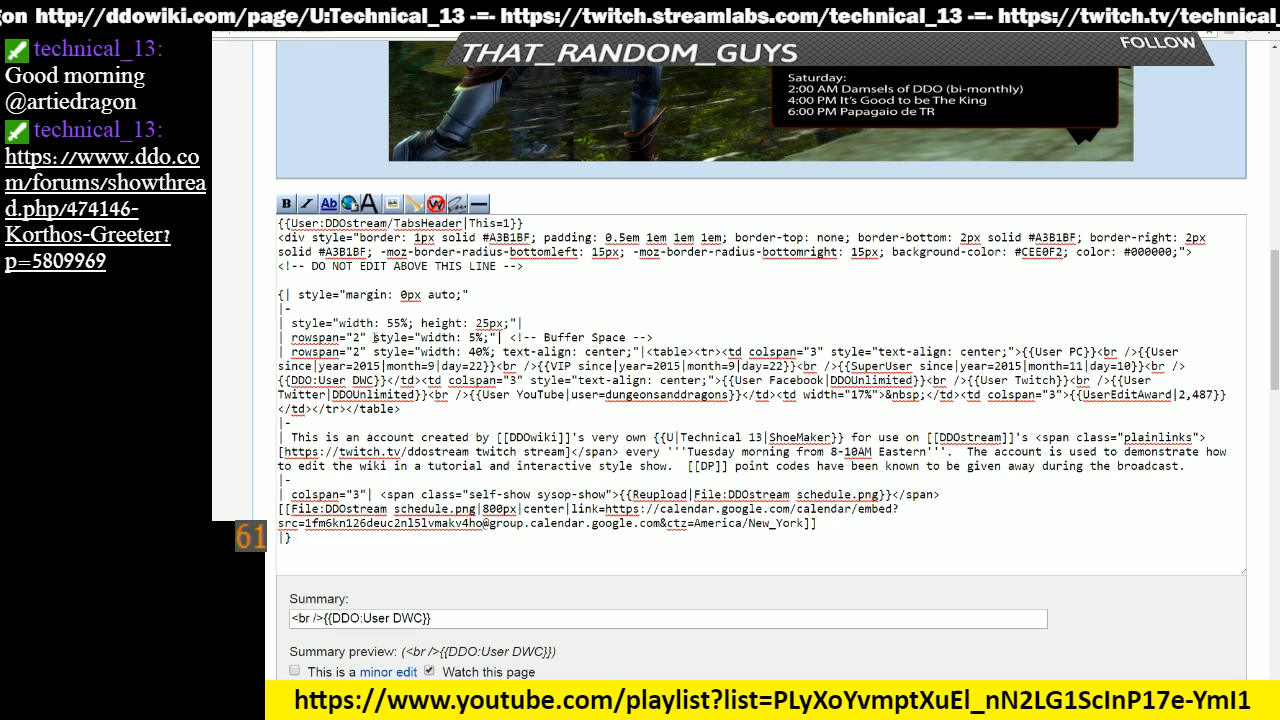 gon http://ddowiki.com/page/U:Technical_13 -=- https://twitch.streamlabs.com/technical_13 -=- https://twitch.tv/technical_
technical_13:
Good morning
@artiedragon
technical_13:
https://www.ddo.co
m/forums/showthrea
d.php/474146-
Korthos-Greeter?
p=5809969
61
THAT_RANDOM_GUYS
FOLLOW
Saturday:
2:00 AM Damsels of DDO (bi-monthly)
4:00 PM It's Good to be The King
6:00 PM Papagaio de TR
B I Ab A W
{{User:DDOstream/TabsHeader|This=1}}
<div style="border: 1px solid #A3B1BF; padding: 0.5em 1em 1em 1em; border-top: none; border-bottom: 2px solid #A3B1BF; border-right: 2px
solid #A3B1BF; -moz-border-radius-bottomleft: 15px; -moz-border-radius-bottomright: 15px; background-color: #CEE0F2; color: #000000;">
<!-- DO NOT EDIT ABOVE THIS LINE -->
{| style="margin: 0px auto;"
|-
| style="width: 55%; height: 25px;"|
| rowspan="2" style="width: 5%;"| <!-- Buffer Space -->
| rowspan="2" style="width: 40%; text-align: center;"|<table><tr><td colspan="3" style="text-align: center;">{{User PC}}<br />{{User
since|year=2015|month=9|day=22}}<br />{{VIP since|year=2015|month=9|day=22}}<br />{{SuperUser since|year=2015|month=11|day=10}}<br />
{{DDO:User DWC}}</td><td colspan="3" style="text-align: center;">{{User Facebook|DDOUnlimited}}<br />{{User Twitch}}<br />{{User
Twitter|DDOUnlimited}}<br />{{User YouTube|user=dungeonsanddragons}}</td><td width="17%">&nbsp;</td><td colspan="3">{{UserEditAward|2,487}}
</td></tr></table>
|-
| This is an account created by [[DDOwiki]]'s very own {{U|Technical 13|ShoeMaker}} for use on [[DDOstream]]'s <span class="plainlinks">
[https://twitch.tv/ddostream twitch stream]</span> every '''Tuesday morning from 8-10AM Eastern'''.  The account is used to demonstrate how
to edit the wiki in a tutorial and interactive style show.  [[DP]] point codes have been known to be given away during the broadcast.
|-
| colspan="3"| <span class="self-show sysop-show">{{Reupload|File:DDOstream schedule.png}}</span>
[[File:DDOstream schedule.png|800px|center|link=https://calendar.google.com/calendar/embed?
src=1fm6kn126deuc2nl5lvmakv4ho@group.calendar.google.com&ctz=America/New_York]]
|}
Summary:
<br />{{DDO:User DWC}}
Summary preview: (<br />{{DDO:User DWC}})
This is a minor edit Watch this page
https://www.youtube.com/playlist?list=PLyXoYvmptXuEl_nN2LG1ScInP17e-YmI1